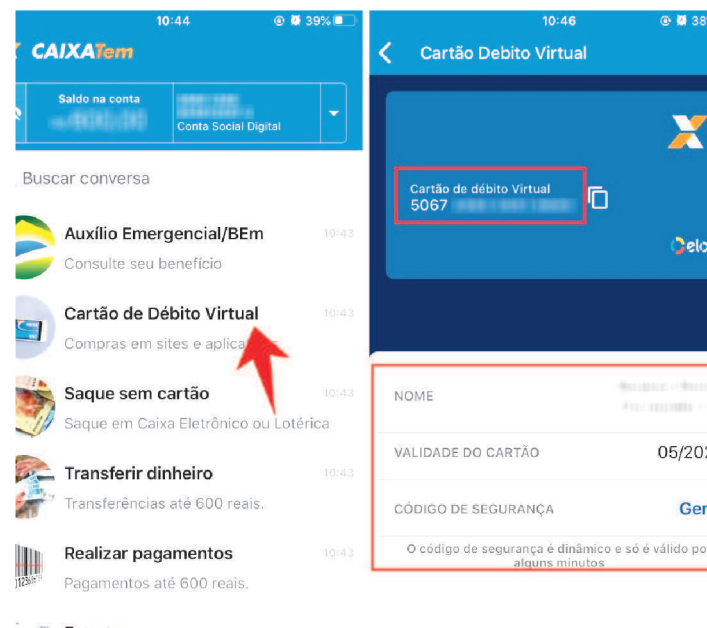 10:44
39%
CAIXATem
Saldo na conta
Conta Social Digital
Buscar conversa
Auxílio Emergencial/BEm
10:43
Consulte seu benefício
Cartão de Débito Virtual
10:43
Compras em sites e
Saque sem cartão
10:43
Saque em Caixa Eletrônico ou Lotérica
Transferir dinheiro
10:43
Transferências até 600 reais.
Realizar pagamentos
10:43
Pagamentos até 600 reais.
10:46
38%
Cartão Debito Virtual
X
Cartão de débito Virtual
5067
elo
NOME
VALIDADE DO CARTÃO
05/202
CÓDIGO DE SEGURANÇA
Ger
O código de segurança é dinâmico e só é válido po
alguns minutos